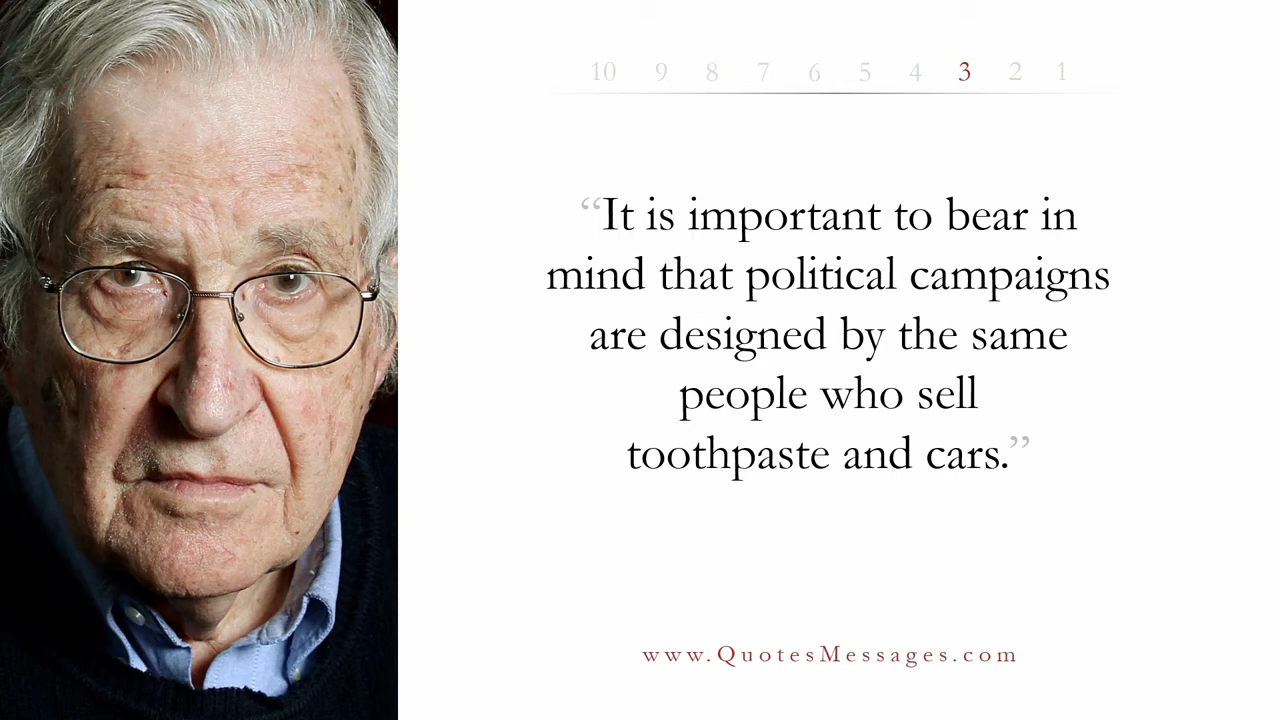 10 9 8 7 6 5 4 3 2 1
“It is important to bear in
mind that political campaigns
are designed by the same
people who sell
toothpaste and cars.”
www.QuotesMessages.com